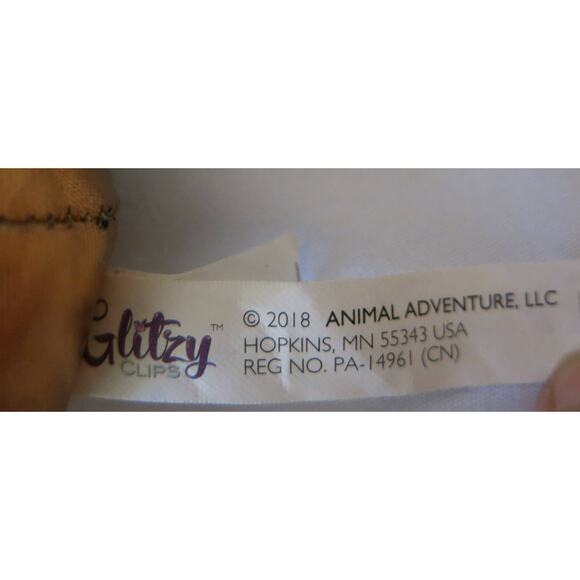 Glitzy™
CLIPS
© 2018 ANIMAL ADVENTURE, LLC
HOPKINS, MN 55343 USA
REG NO. PA-14961 (CN)